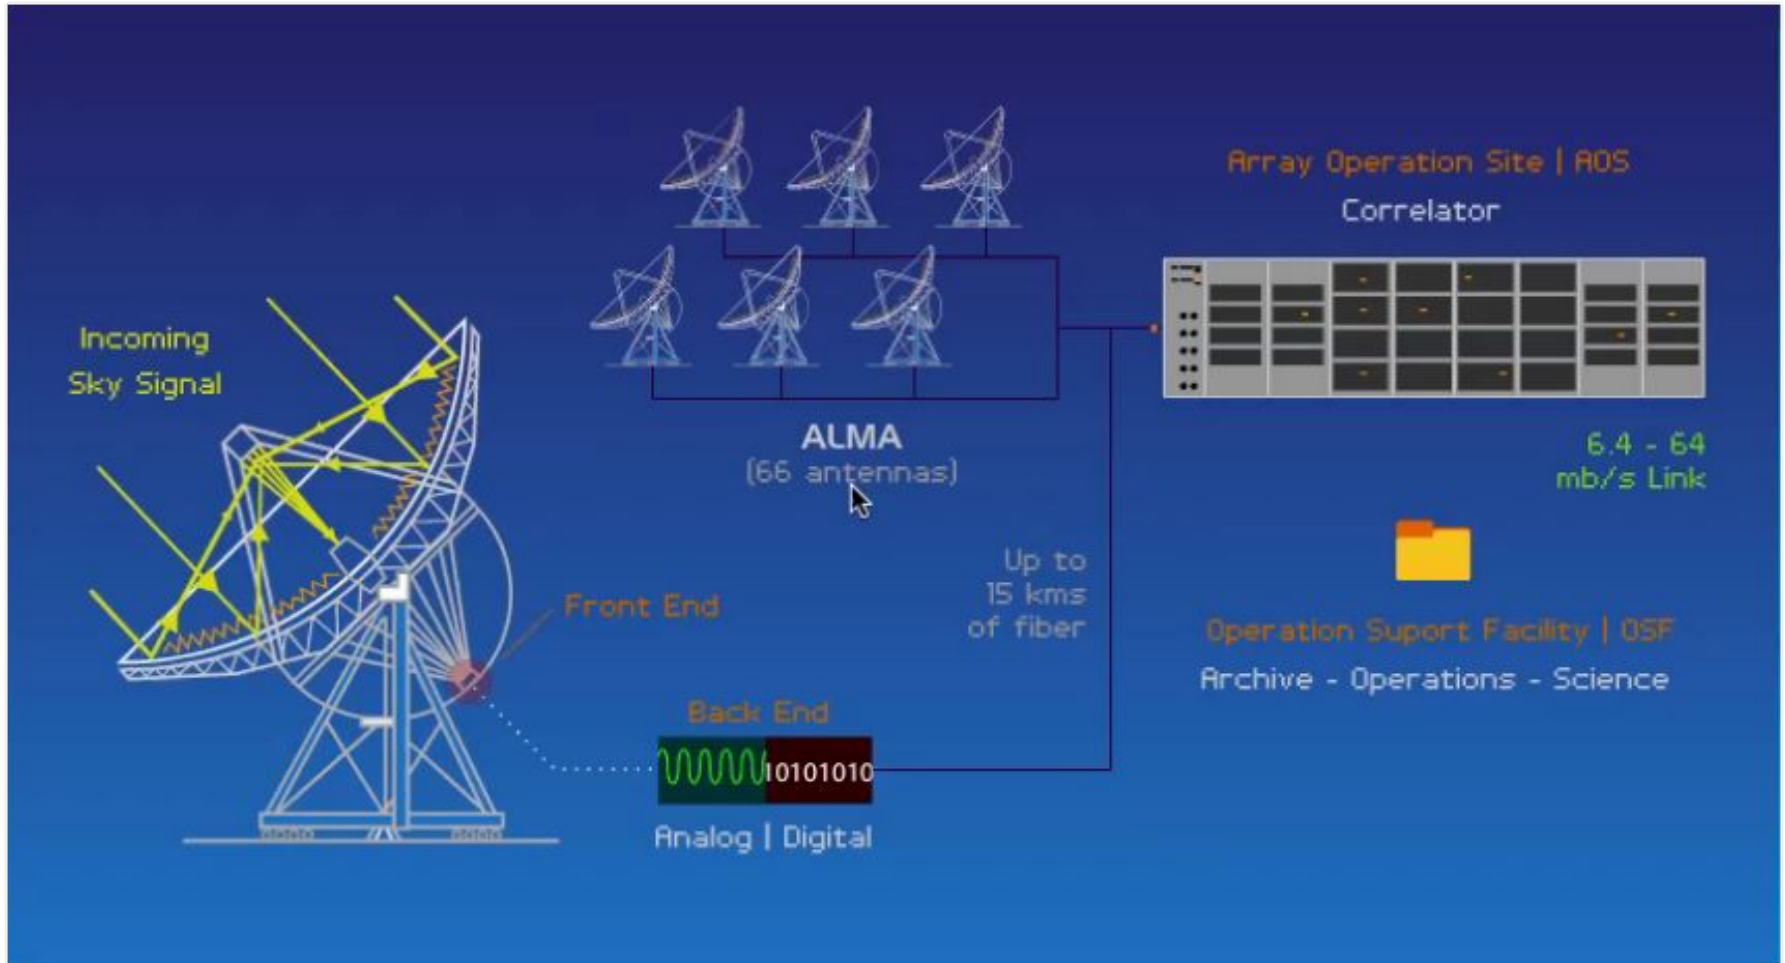 Incoming
Sky Signal
ALMA
(66 antennas)
Array Operation Site | AOS
Correlator
6.4 - 64
mb/s Link
Up to
15 kms
of fiber
Front End
Operation Suport Facility | OSF
Archive - Operations - Science
Back End
10101010
Analog | Digital